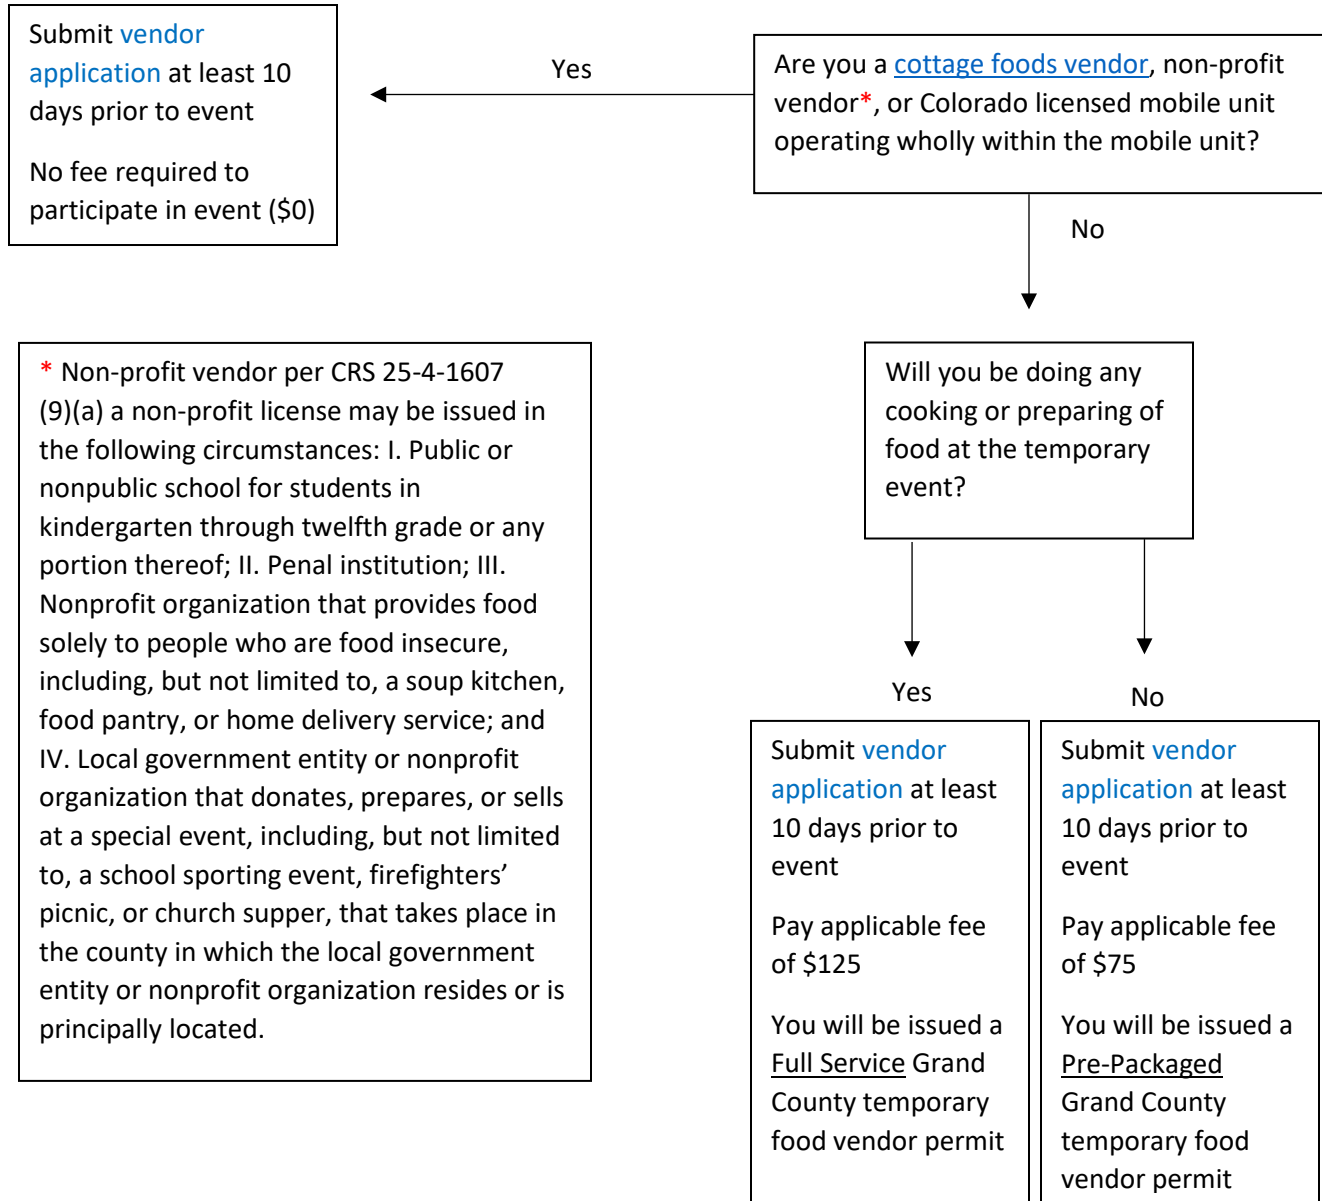 Submit vendor
application at least 10
days prior to event
No fee required to
participate in event ($0)
Yes
Are you a cottage foods vendor, non-profit
vendor*, or Colorado licensed mobile unit
operating wholly within the mobile unit?
No
* Non-profit vendor per CRS 25-4-1607
(9)(a) a non-profit license may be issued in
the following circumstances: I. Public or
nonpublic school for students in
kindergarten through twelfth grade or any
portion thereof; II. Penal institution; III.
Nonprofit organization that provides food
solely to people who are food insecure,
including, but not limited to, a soup kitchen,
food pantry, or home delivery service; and
IV. Local government entity or nonprofit
organization that donates, prepares, or sells
at a special event, including, but not limited
to, a school sporting event, firefighters’
picnic, or church supper, that takes place in
the county in which the local government
entity or nonprofit organization resides or is
principally located.
Will you be doing any
cooking or preparing of
food at the temporary
event?
Yes
No
Submit vendor
application at least
10 days prior to
event
Pay applicable fee
of $125
You will be issued a
Full Service Grand
County temporary
food vendor permit
Submit vendor
application at least
10 days prior to
event
Pay applicable fee
of $75
You will be issued a
Pre-Packaged
Grand County
temporary food
vendor permit